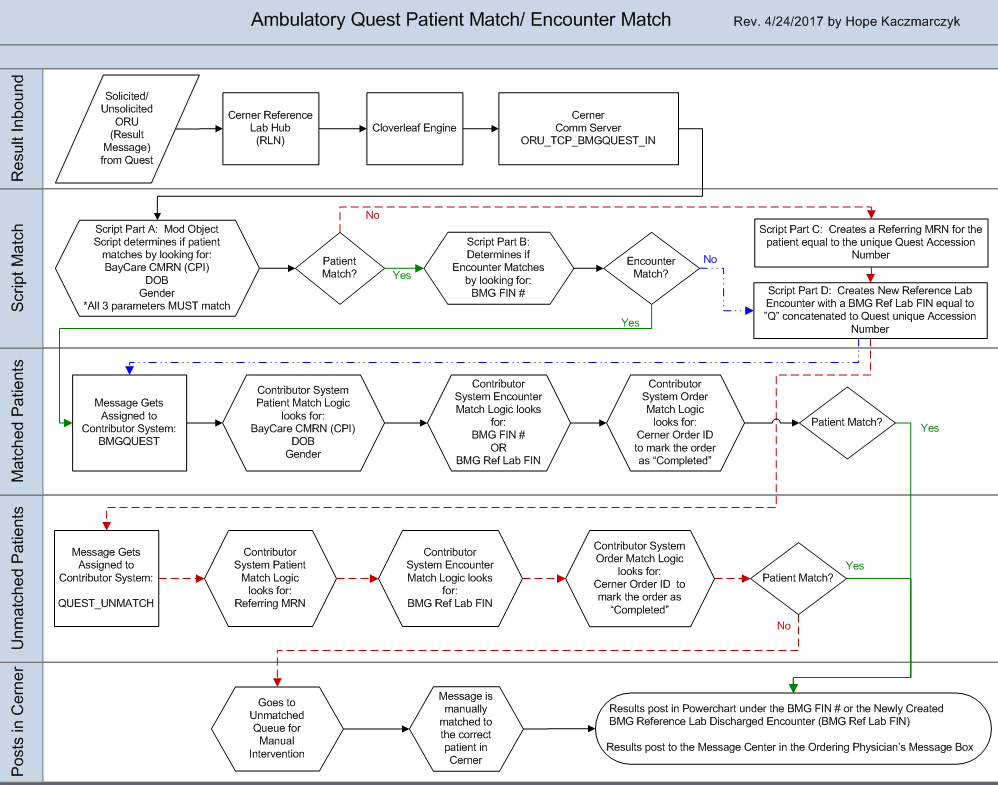 Ambulatory Quest Patient Match/ Encounter Match
Rev. 4/24/2017 by Hope Kaczmarczyk
Result Inbound
Solicited/
Unsolicited
ORU
(Result
Message)
from Quest
Cerner Reference
Lab Hub
(RLN)
Cloverleaf Engine
Cerner
Comm Server
ORU_TCP_BMGQUEST_IN
Script Match
Script Part A:  Mod Object
Script determines if patient
matches by looking for:
BayCare CMRN (CPI)
DOB
Gender
*All 3 parameters MUST match
Patient
Match?
No
Yes
Script Part B:
Determines if
Encounter Matches
by looking for:
BMG FIN #
Encounter
Match?
No
Yes
Script Part C:  Creates a Referring MRN for the
patient equal to the unique Quest Accession
Number
Script Part D:  Creates New Reference Lab
Encounter with a BMG Ref Lab FIN equal to
"Q" concatenated to Quest unique Accession
Number
Matched Patients
Message Gets
Assigned to
Contributor System:
BMGQUEST
Contributor System
Patient Match Logic
looks for:
BayCare CMRN (CPI)
DOB
Gender
Contributor
System Encounter
Match Logic looks
for:
BMG FIN #
OR
BMG Ref Lab FIN
Contributor
System Order
Match Logic
looks for:
Cerner Order ID
to mark the order
as “Completed”
Patient Match?
Yes
Unmatched Patients
Message Gets
Assigned to
Contributor System:
QUEST_UNMATCH
Contributor
System Patient
Match Logic
looks for:
Referring MRN
Contributor
System Encounter
Match Logic looks
for:
BMG Ref Lab FIN
Contributor System
Order Match Logic
looks for:
Cerner Order ID  to
mark the order as
“Completed”
Patient Match?
Yes
No
Posts in Cerner
Goes to
Unmatched
Queue for
Manual
Intervention
Message is
manually
matched to
the correct
patient in
Cerner
Results post in Powerchart under the BMG FIN # or the Newly Created
BMG Reference Lab Discharged Encounter (BMG Ref Lab FIN)
Results post to the Message Center in the Ordering Physician’s Message Box